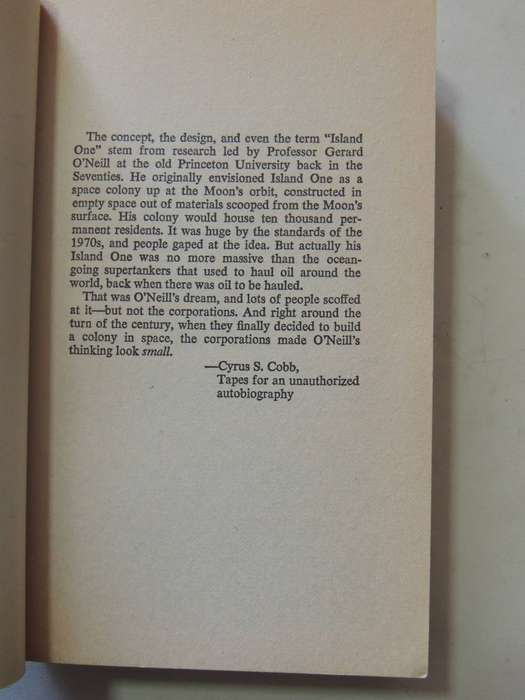 The concept, the design, and even the term “Island
One” stem from research led by Professor Gerard
O’Neill at the old Princeton University back in the
Seventies. He originally envisioned Island One as a
space colony up at the Moon’s orbit, constructed in
empty space out of materials scooped from the Moon’s
surface. His colony would house ten thousand per-
manent residents. It was huge by the standards of the
1970s, and people gaped at the idea. But actually his
Island One was no more massive than the ocean-
going supertankers that used to haul oil around the
world, back when there was oil to be hauled.
That was O’Neill’s dream, and lots of people scoffed
at it—but not the corporations. And right around the
turn of the century, when they finally decided to build
a colony in space, the corporations made O’Neill’s
thinking look small.
—Cyrus S. Cobb,
Tapes for an unauthorized
autobiography